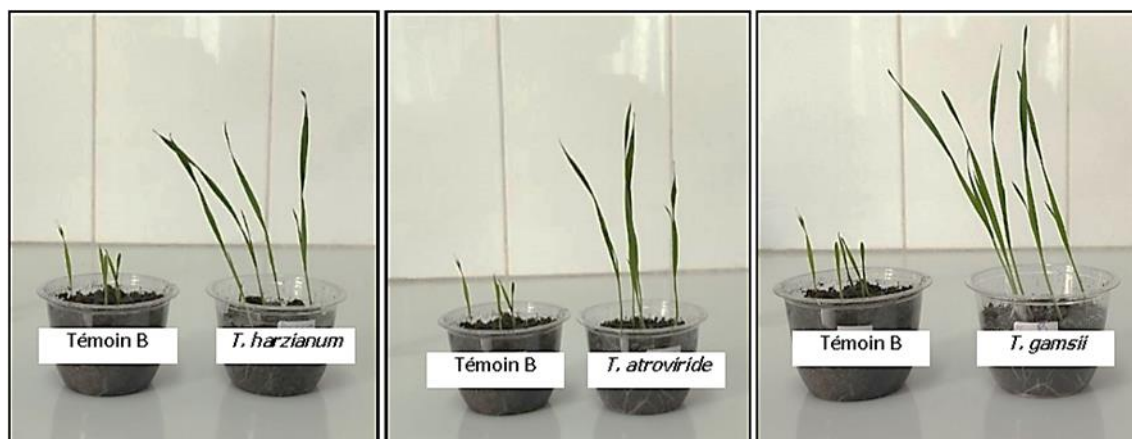 Témoin B
T. harzianum
Témoin B
T. atroviride
Témoin B
T. gamsii